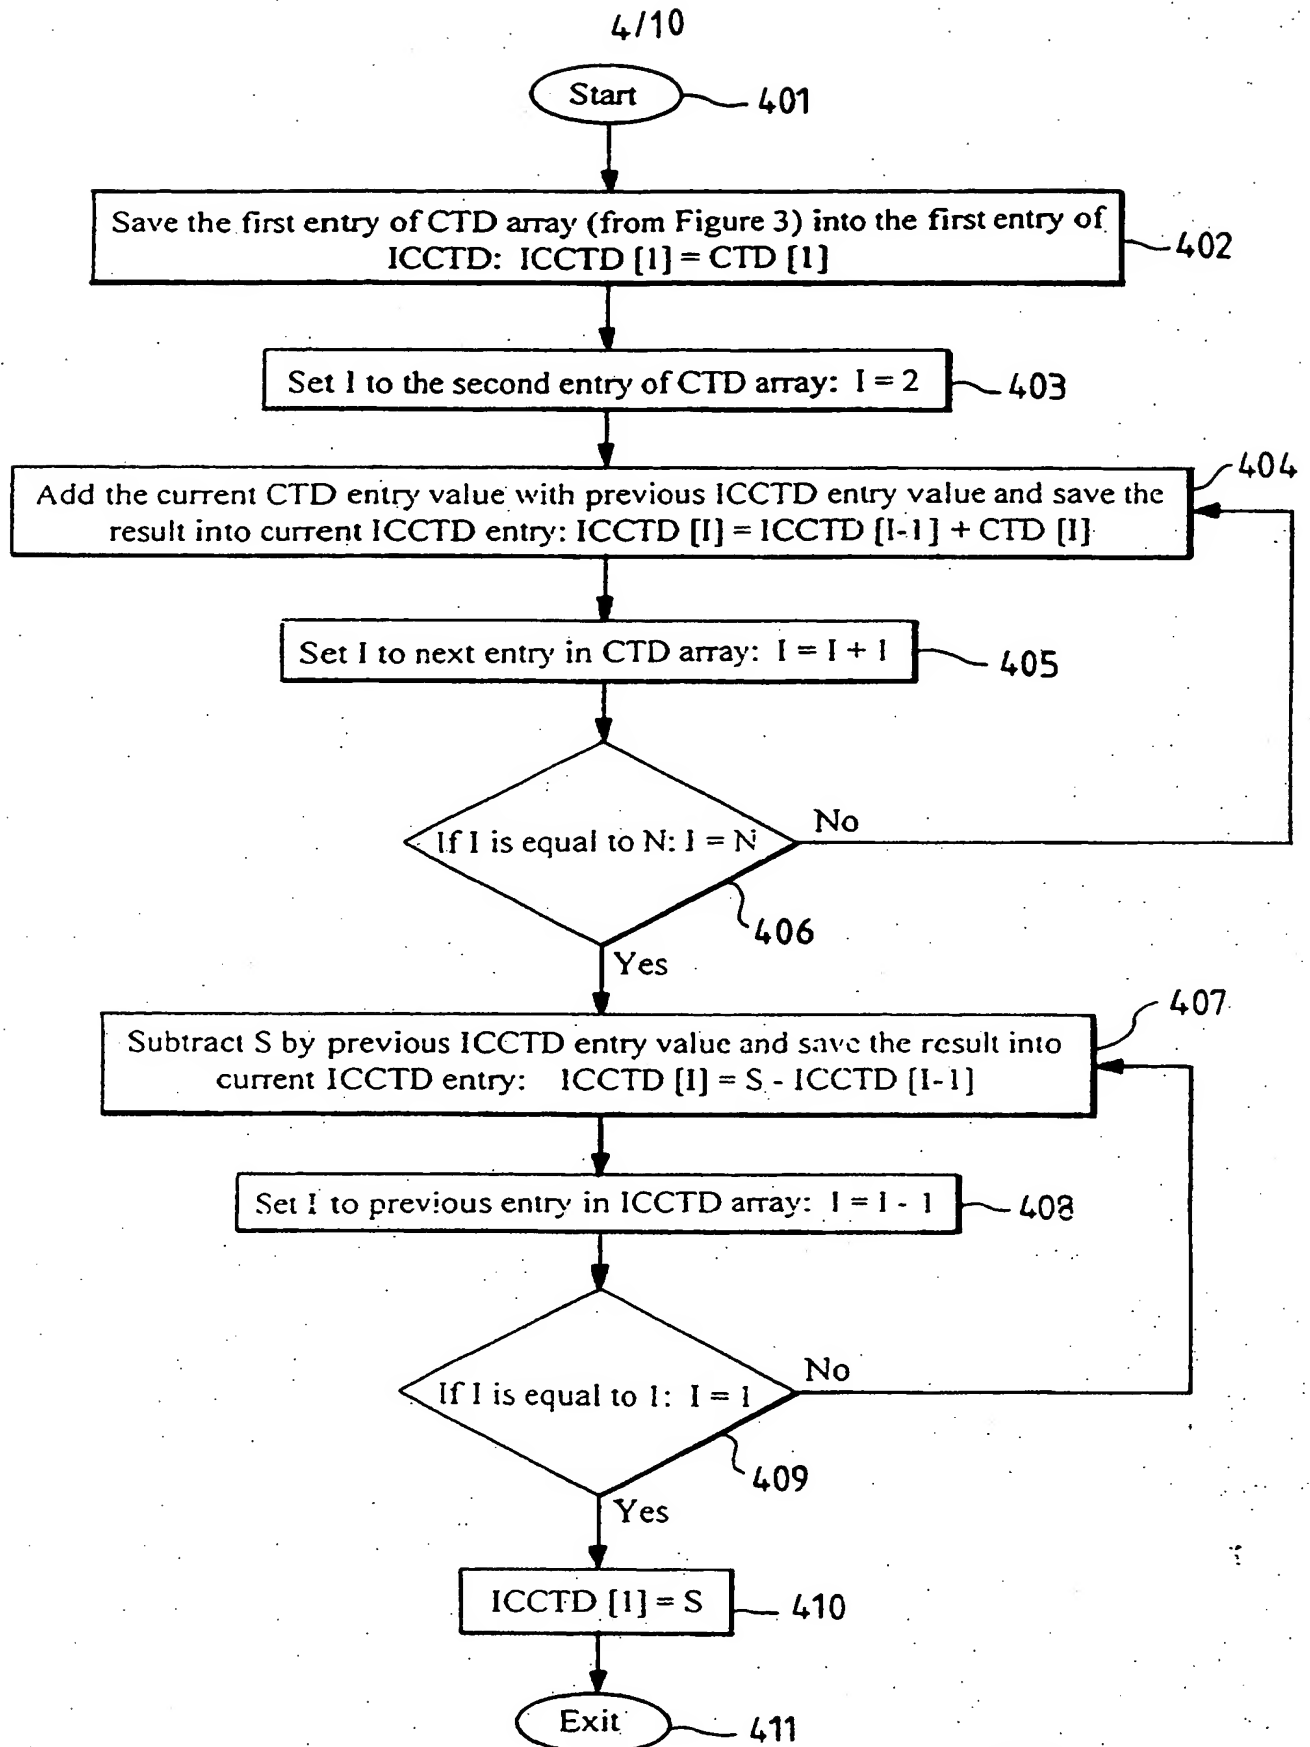 4/10
Start
401
Save the first entry of CTD array (from Figure 3) into the first entry of
ICCTD: ICCTD [1] = CTD [1]
402
Set I to the second entry of CTD array: I = 2
403
404
Add the current CTD entry value with previous ICCTD entry value and save the
result into current ICCTD entry: ICCTD [I] = ICCTD [I-1] + CTD [I]
Set I to next entry in CTD array: I = I + 1
405
If I is equal to N: I = N
No
406
Yes
407
Subtract S by previous ICCTD entry value and save the result into
current ICCTD entry: ICCTD [I] = S - ICCTD [I-1]
Set I to previous entry in ICCTD array: I = I - 1
408
If I is equal to 1: I = 1
No
409
Yes
ICCTD [1] = S
410
Exit
411